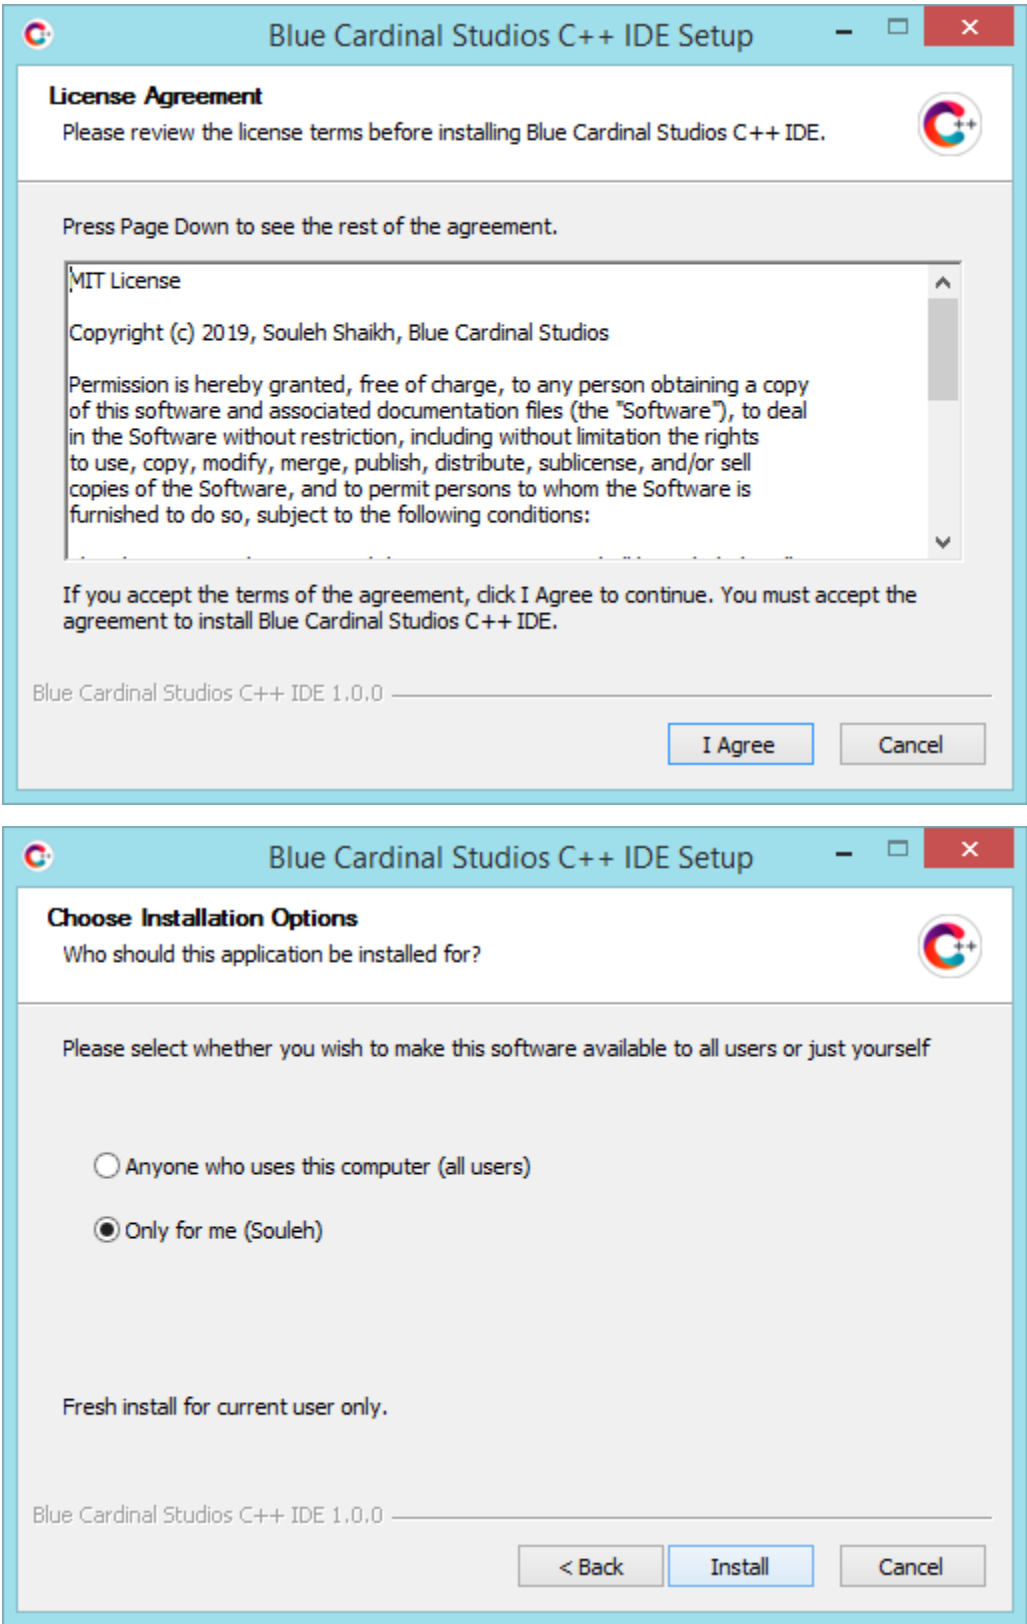 Blue Cardinal Studios C++ IDE Setup
License Agreement
Please review the license terms before installing Blue Cardinal Studios C++ IDE.
Press Page Down to see the rest of the agreement.
MIT License
Copyright (c) 2019, Souleh Shaikh, Blue Cardinal Studios
Permission is hereby granted, free of charge, to any person obtaining a copy
of this software and associated documentation files (the "Software"), to deal
in the Software without restriction, including without limitation the rights
to use, copy, modify, merge, publish, distribute, sublicense, and/or sell
copies of the Software, and to permit persons to whom the Software is
furnished to do so, subject to the following conditions:
If you accept the terms of the agreement, click I Agree to continue. You must accept the
agreement to install Blue Cardinal Studios C++ IDE.
Blue Cardinal Studios C++ IDE 1.0.0
I Agree Cancel
Blue Cardinal Studios C++ IDE Setup
Choose Installation Options
Who should this application be installed for?
Please select whether you wish to make this software available to all users or just yourself
Anyone who uses this computer (all users)
Only for me (Souleh)
Fresh install for current user only.
Blue Cardinal Studios C++ IDE 1.0.0
< Back Install Cancel